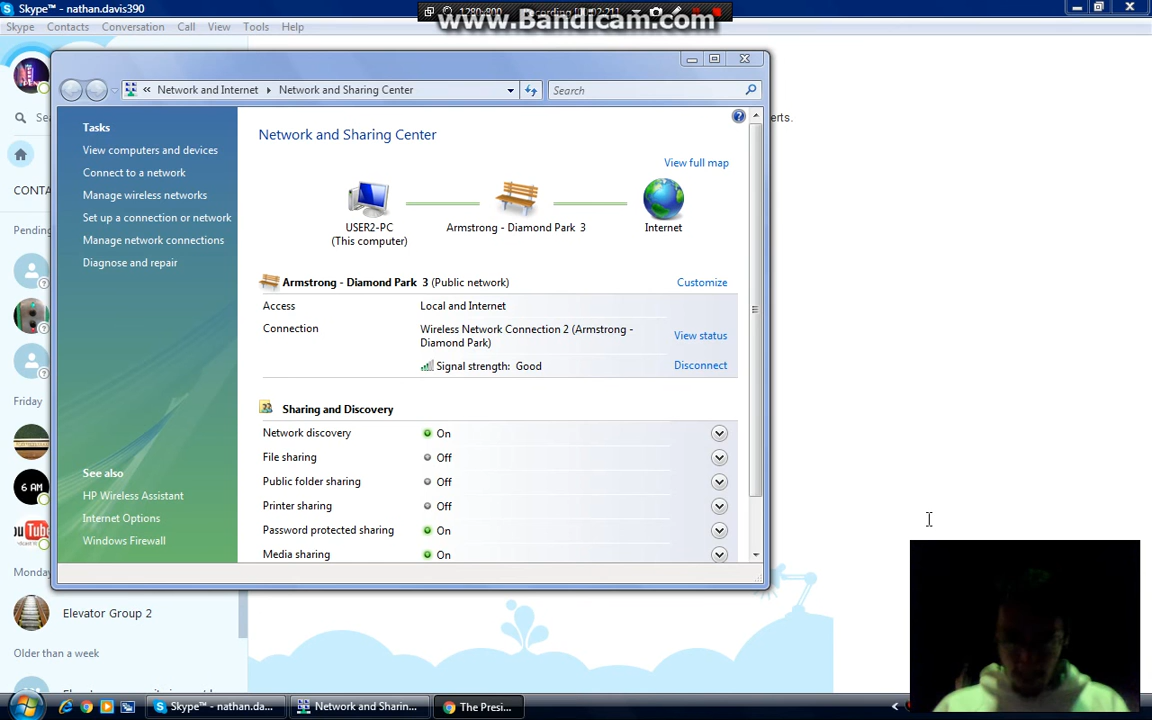 Skype™ - nathan.davis390
www.Bandicam.com
Skype Contacts Conversation Call View Tools Help
Network and Internet Network and Sharing Center
Search
Sea
erts.
CONTA
Pending
Friday
6 AM
Monda
Elevator Group 2
Older than a week
Tasks
View computers and devices
Connect to a network
Manage wireless networks
Set up a connection or network
Manage network connections
Diagnose and repair
See also
HP Wireless Assistant
Internet Options
Windows Firewall
Network and Sharing Center
View full map
USER2-PC
(This computer)
Armstrong - Diamond Park 3
Internet
Armstrong - Diamond Park 3 (Public network)
Customize
Access Local and Internet
Connection Wireless Network Connection 2 (Armstrong -
Diamond Park)
View status
Signal strength: Good
Disconnect
Sharing and Discovery
Network discovery On
File sharing Off
Public folder sharing Off
Printer sharing Off
Password protected sharing On
Media sharing On
Skype™ - nathan.da...
Network and Sharin...
The Presi...